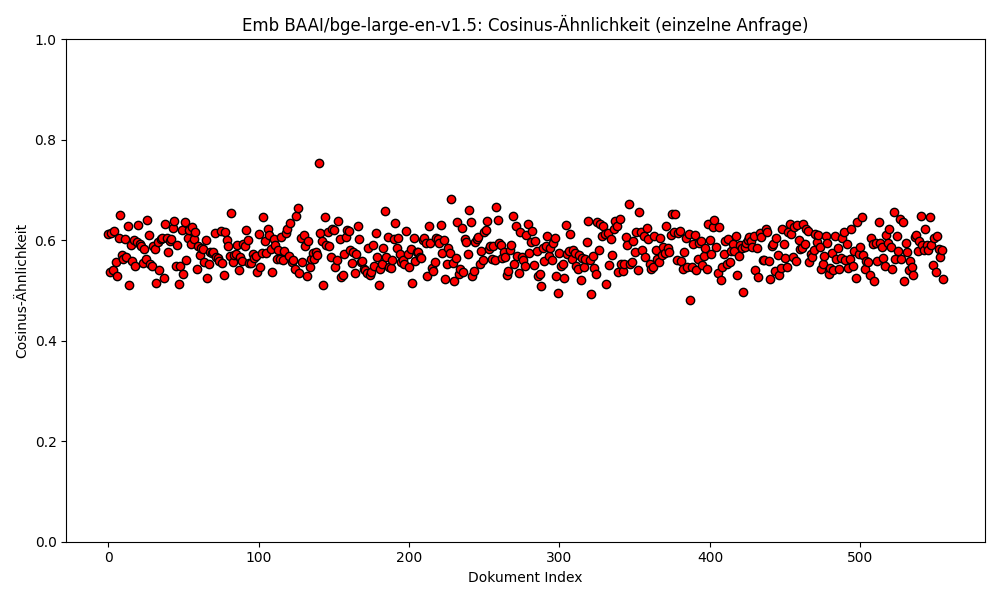 Emb BAAI/bge-large-en-v1.5: Cosinus-Ähnlichkeit (einzelne Anfrage)
1.0
0.8
0.6
0.4
0.2
0.0
Cosinus-Ähnlichkeit
0 100 200 300 400 500
Dokument Index